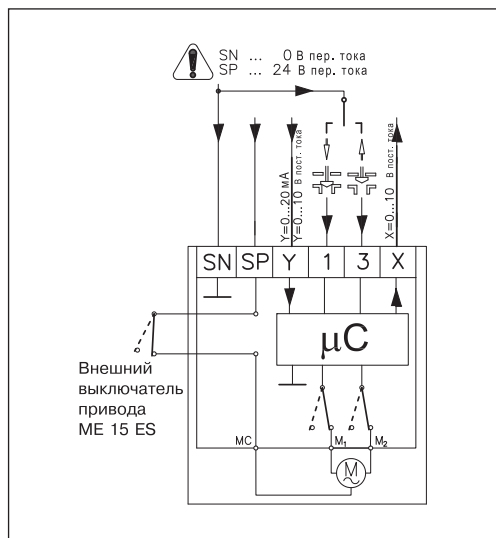 SN ... 0 В пер. тока
SP ... 24 В пер. тока
Y=0...20 мА
Y=0...10 В пост. тока
X=0...10 В пост. тока
SN SP Y 1 3 X
µC
Внешний
выключатель
привода
ME 15 ES
MC M1 M2
M